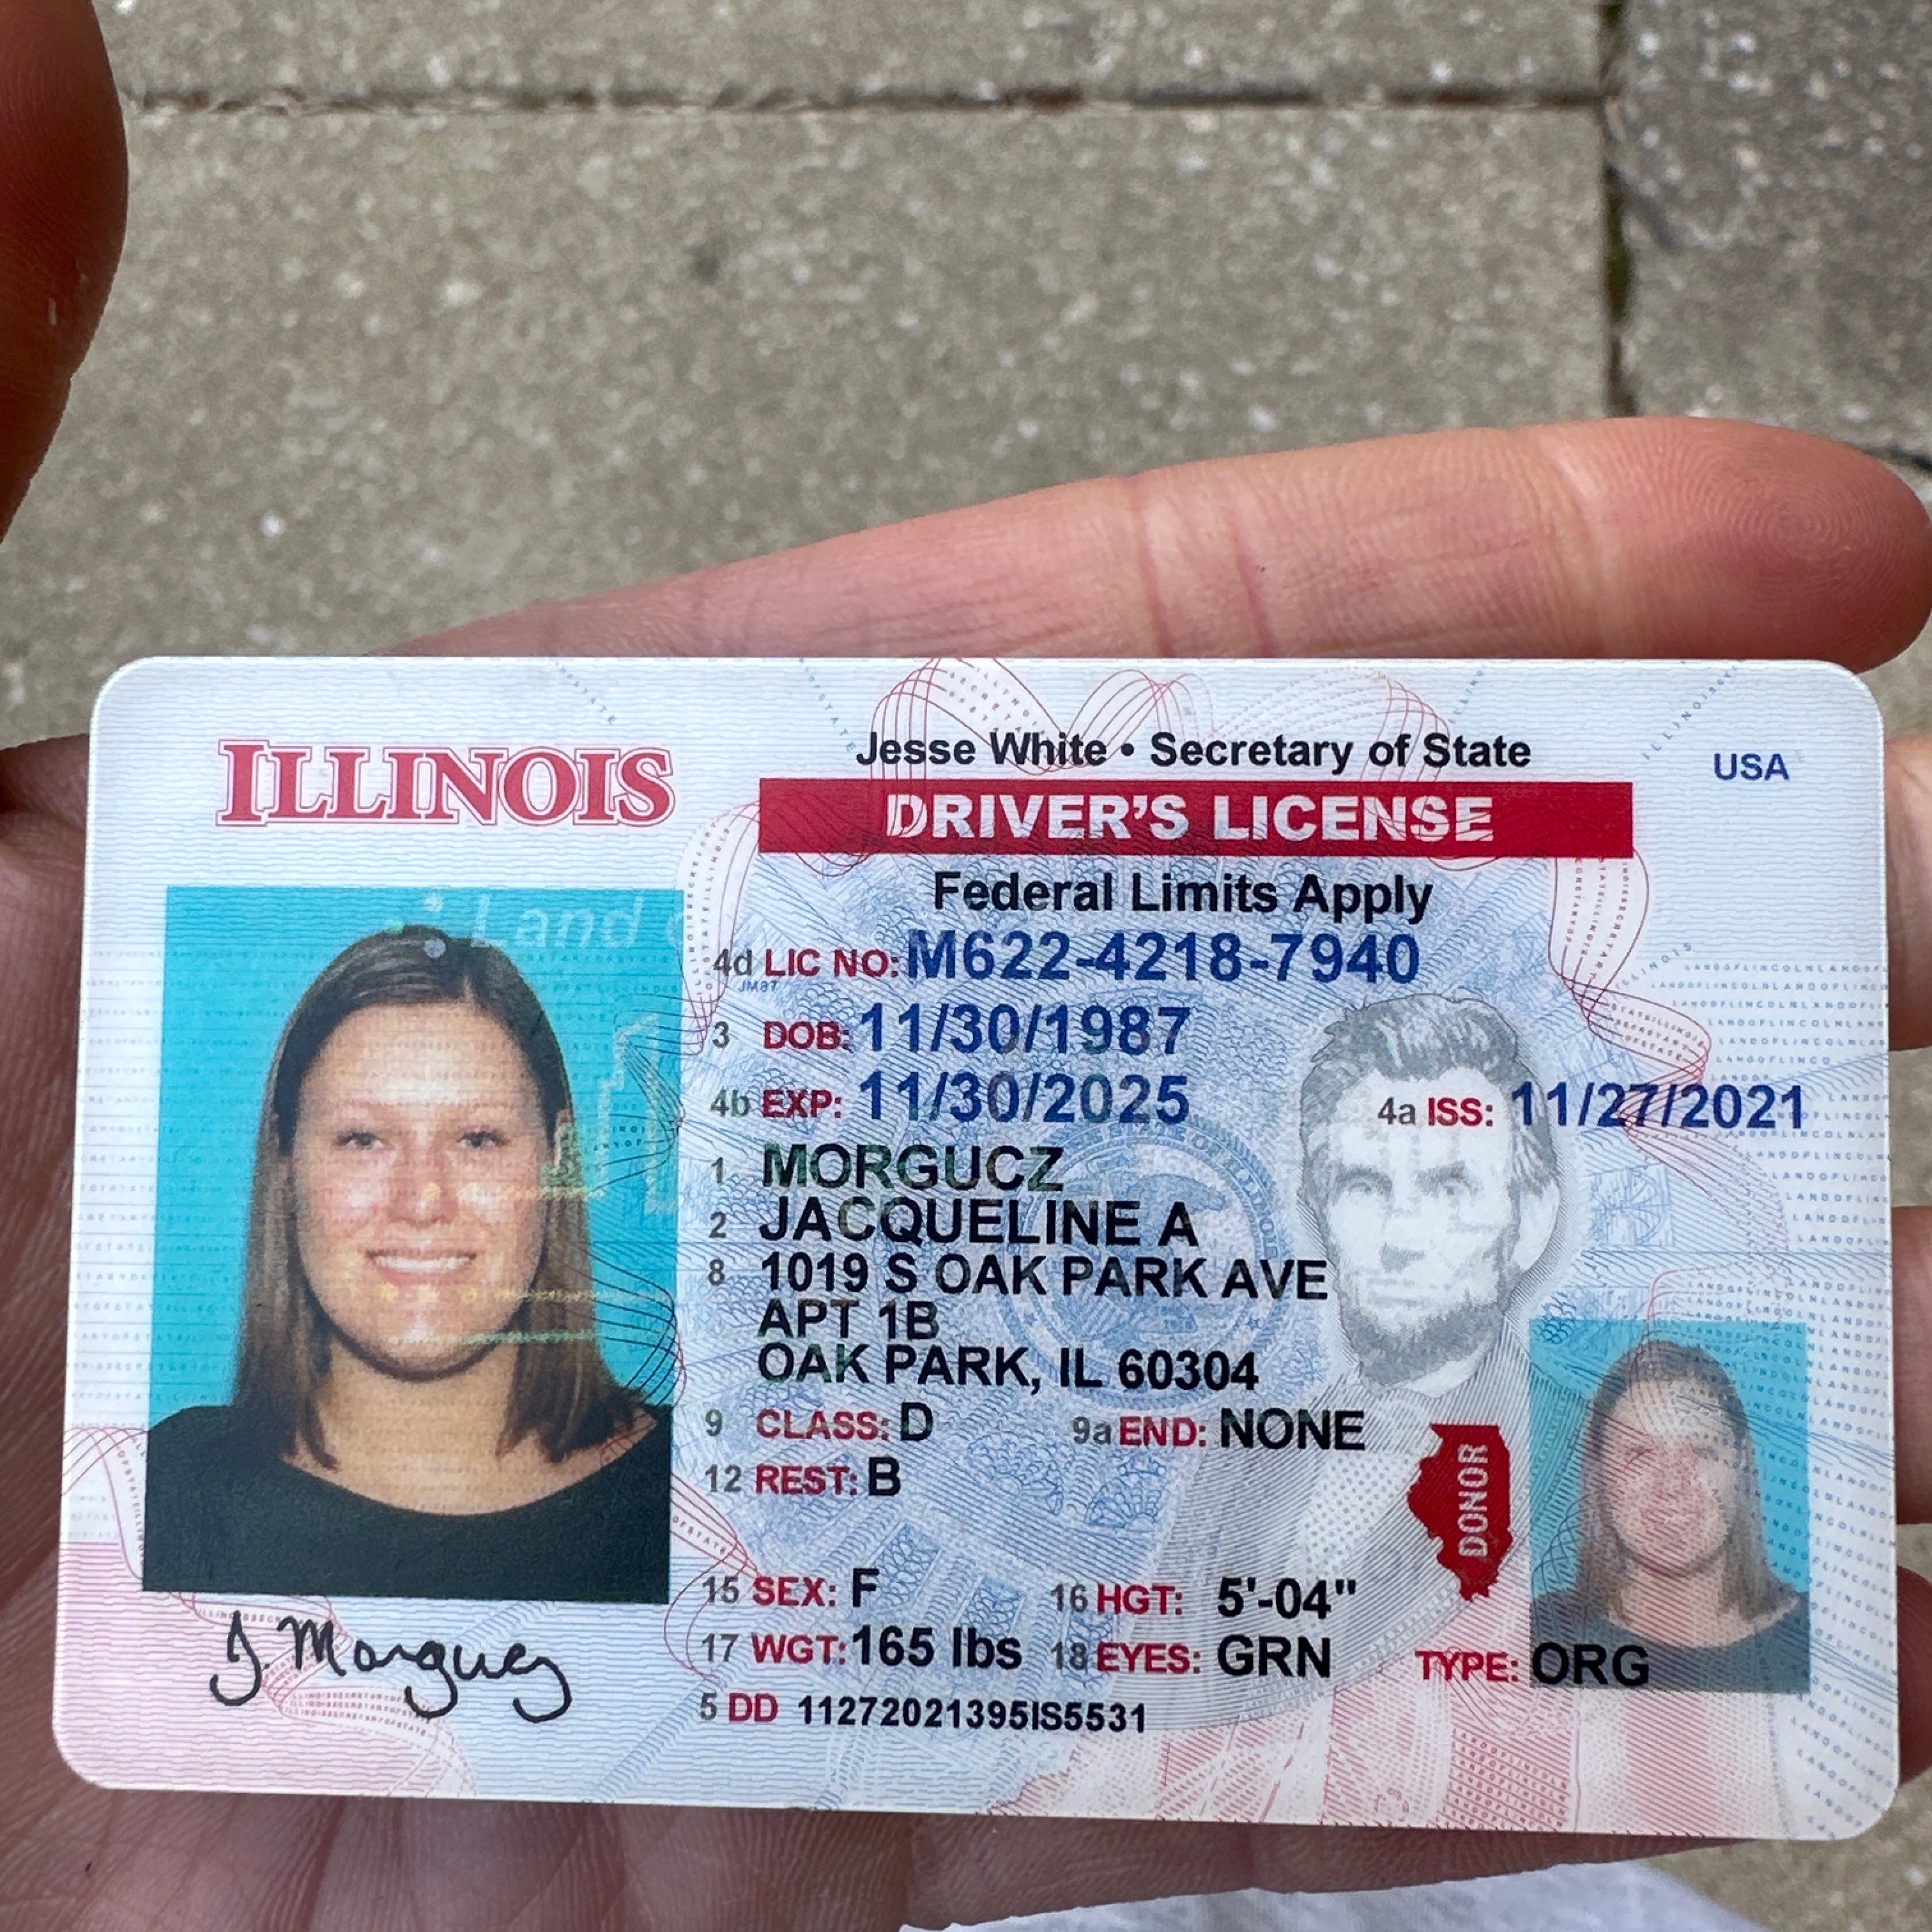 ILLINOIS
Jesse White • Secretary of State
USA
DRIVER'S LICENSE
Federal Limits Apply
Land
4d LIC NO: M622-4218-7940
JM87
3 DOB: 11/30/1987
4b EXP: 11/30/2025 4a ISS: 11/27/2021
1 MORGUCZ
2 JACQUELINE A
8 1019 S OAK PARK AVE
APT 1B
OAK PARK, IL 60304
9 CLASS: D 9a END: NONE
12 REST: B
DONOR
15 SEX: F 16 HGT: 5'-04"
17 WGT: 165 lbs 18 EYES: GRN TYPE: ORG
5 DD 11272021395IS5531
J. Morgucz